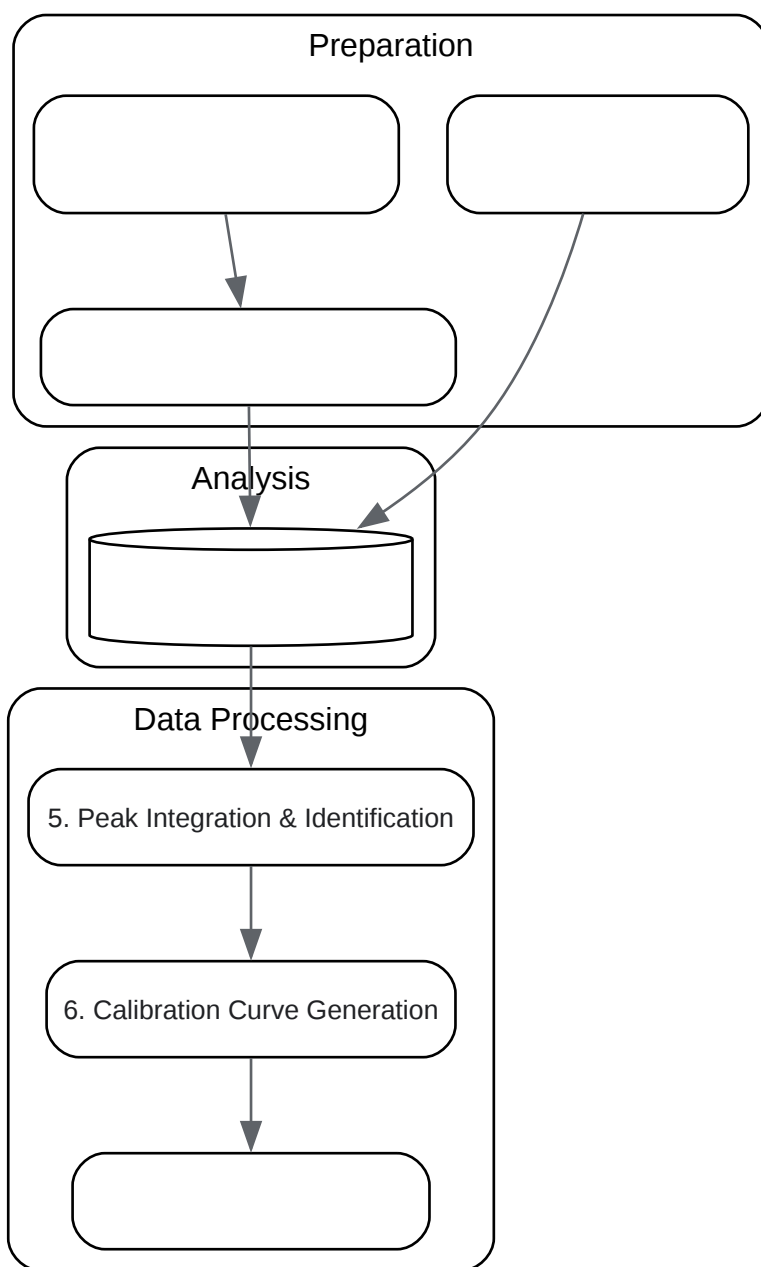 Preparation
Analysis
Data Processing
5. Peak Integration & Identification
6. Calibration Curve Generation